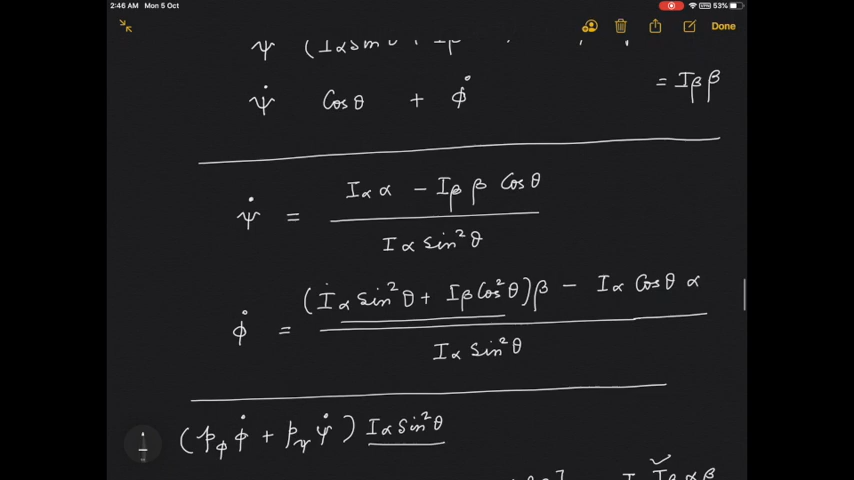 2:46 AM Mon 5 Oct
VPN 53%
Done
ψ̇ cosθ + φ̇ = Iβ β
ψ̇ = (Iα α − Iβ β Cosθ) / (Iα Sin²θ)
φ̇ = ((Iα Sin²θ + Iβ Cos²θ)β − Iα Cosθ α) / (Iα Sin²θ)
(pφ φ̇ + pψ ψ̇) Iα Sin²θ